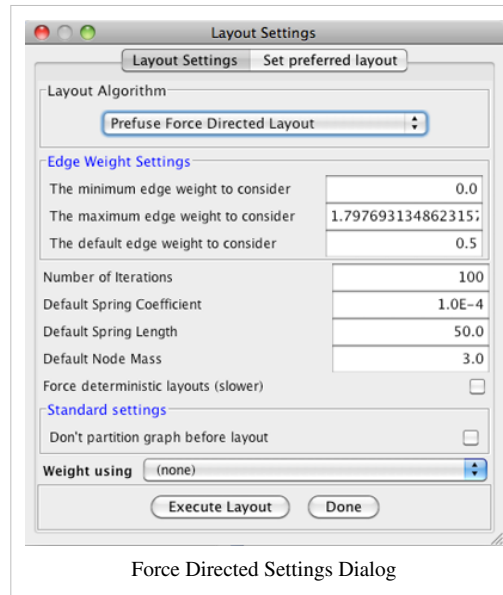 Layout Settings
Layout Settings Set preferred layout
Layout Algorithm
Prefuse Force Directed Layout
Edge Weight Settings
The minimum edge weight to consider 0.0
The maximum edge weight to consider 1.7976931348623157
The default edge weight to consider 0.5
Number of Iterations 100
Default Spring Coefficient 1.0E-4
Default Spring Length 50.0
Default Node Mass 3.0
Force deterministic layouts (slower)
Standard settings
Don't partition graph before layout
Weight using (none)
Execute Layout Done
Force Directed Settings Dialog